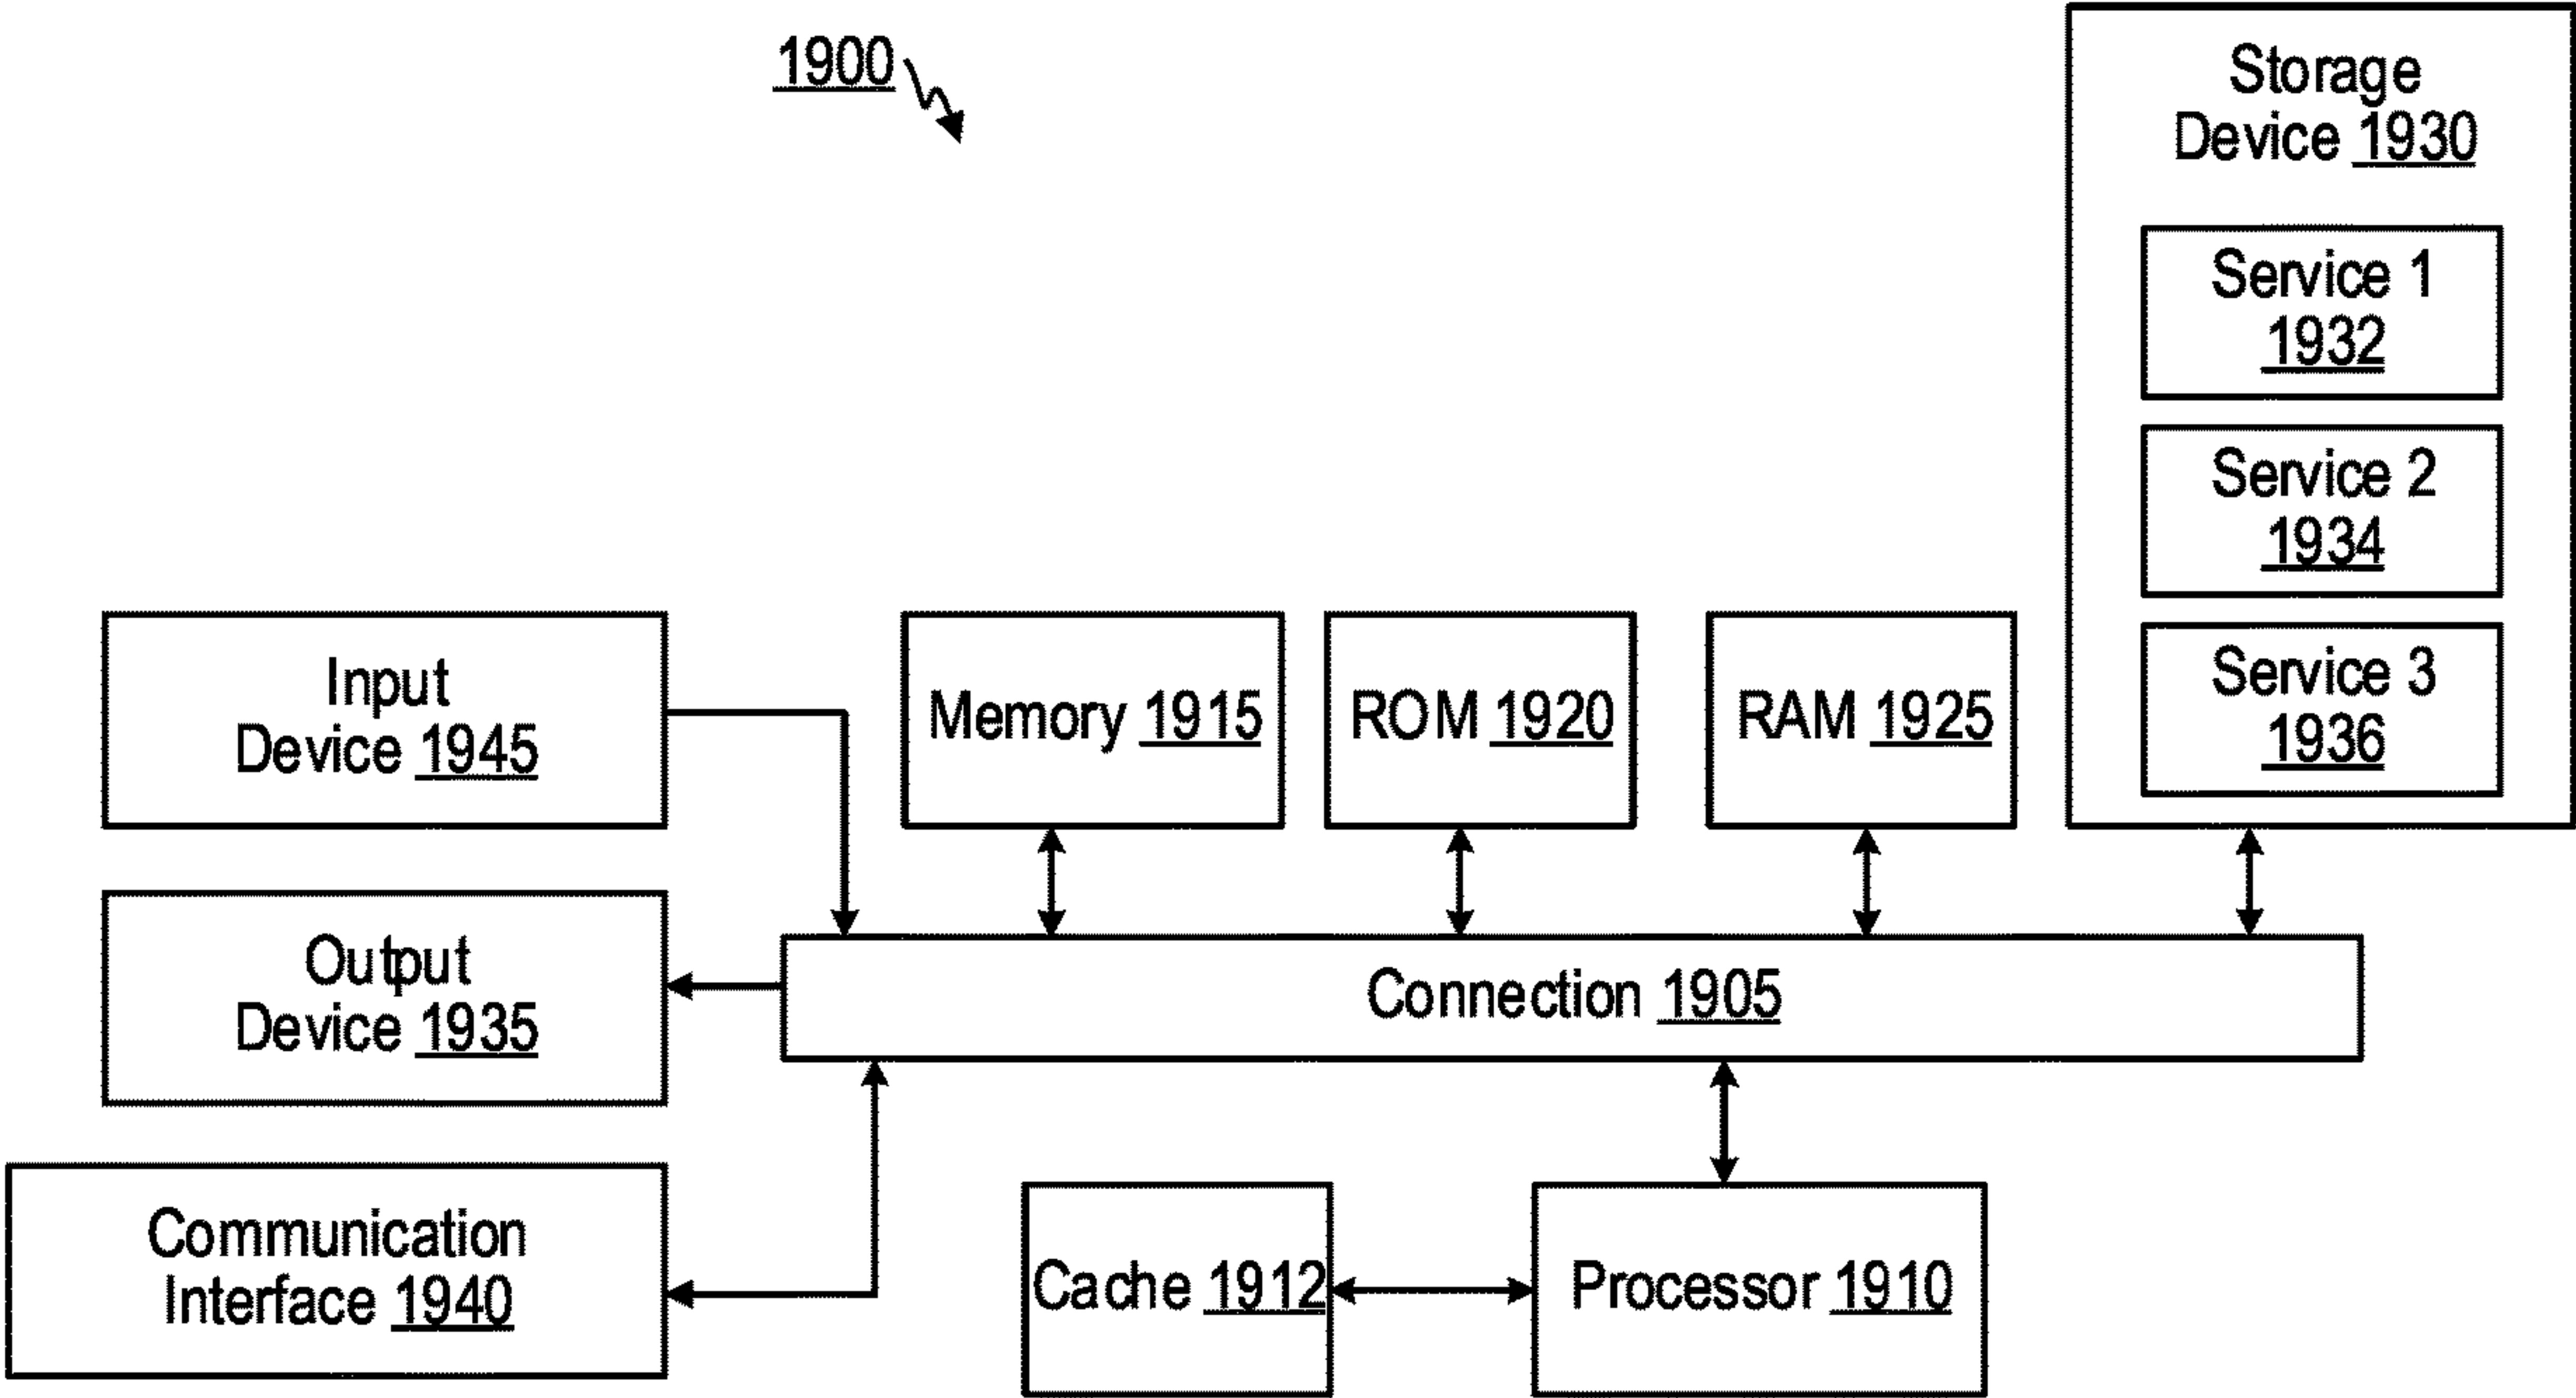 1900
Storage
Device 1930
Service 1
1932
Service 2
1934
Service 3
1936
Input
Device 1945
Memory 1915
ROM 1920
RAM 1925
Output
Device 1935
Connection 1905
Communication
Interface 1940
Cache 1912
Processor 1910